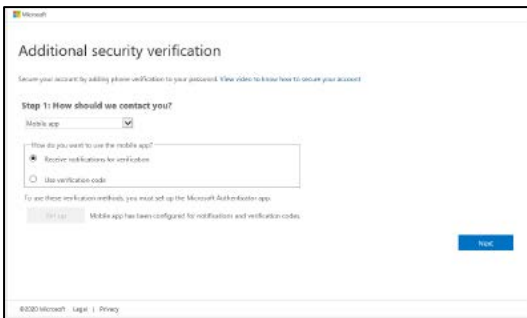 Microsoft
Additional security verification
Secure your account by adding phone verification to your password. View video to know how to secure your account
Step 1: How should we contact you?
Mobile app
How do you want to use the mobile app?
Receive notifications for verification
Use verification code
To use these verification methods, you must set up the Microsoft Authenticator app.
Set up
Mobile app has been configured for notifications and verification codes.
Next
©2020 Microsoft Legal | Privacy